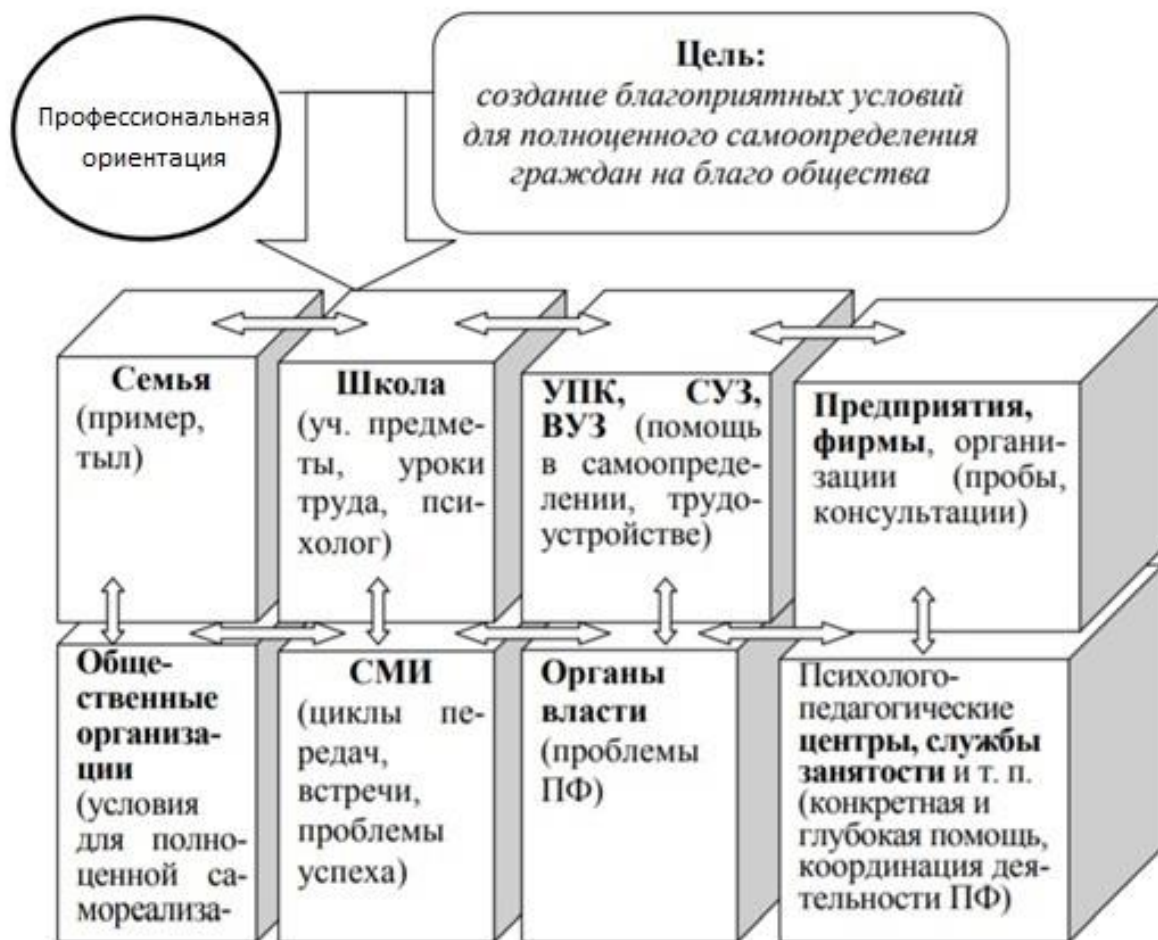 Профессиональная
ориентация
Цель:
создание благоприятных условий
для полноценного самоопределения
граждан на благо общества
Семья
(пример,
тыл)
Школа
(уч. предме-
ты, уроки
труда, пси-
холог)
УПК, СУЗ,
ВУЗ (помощь
в самоопреде-
лении, трудо-
устройстве)
Предприятия,
фирмы, органи-
зации (пробы,
консультации)
Обще-
ственные
организа-
ции
(условия
для полно-
ценной са-
мореализа-
СМИ
(циклы пе-
редач,
встречи,
проблемы
успеха)
Органы
власти
(проблемы
ПФ)
Психолого-
педагогические
центры, службы
занятости и т. п.
(конкретная и
глубокая помощь,
координация дея-
тельности ПФ)